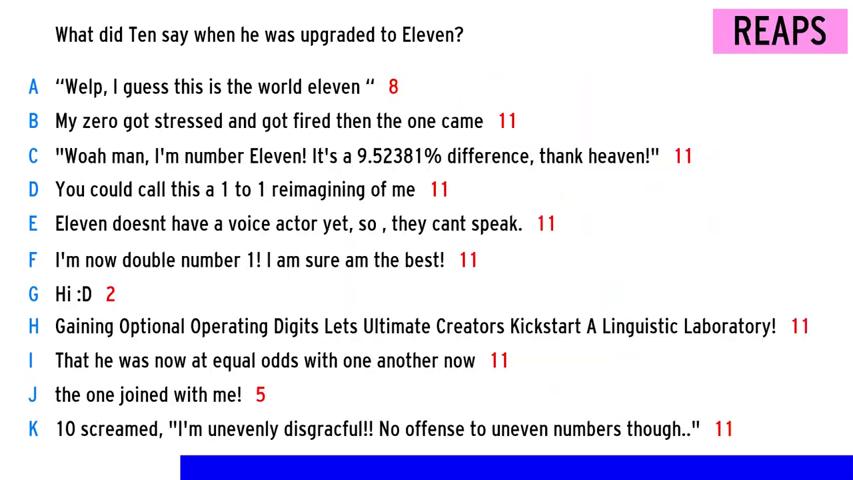 What did Ten say when he was upgraded to Eleven?
REAPS
A “Welp, I guess this is the world eleven “ 8
B My zero got stressed and got fired then the one came 11
C "Woah man, I'm number Eleven! It's a 9.52381% difference, thank heaven!" 11
D You could call this a 1 to 1 reimagining of me 11
E Eleven doesnt have a voice actor yet, so , they cant speak. 11
F I'm now double number 1! I am sure am the best! 11
G Hi :D 2
H Gaining Optional Operating Digits Lets Ultimate Creators Kickstart A Linguistic Laboratory! 11
I That he was now at equal odds with one another now 11
J the one joined with me! 5
K 10 screamed, "I'm unevenly disgracful!! No offense to uneven numbers though.." 11